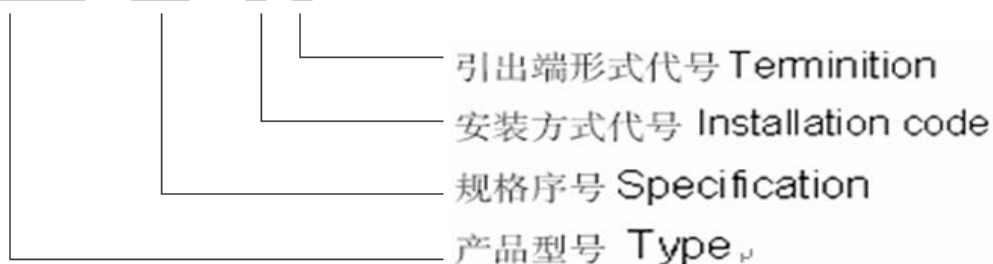 引出端形式代号 Terminition
安装方式代号 Installation code
规格序号 Specification
产品型号 Type